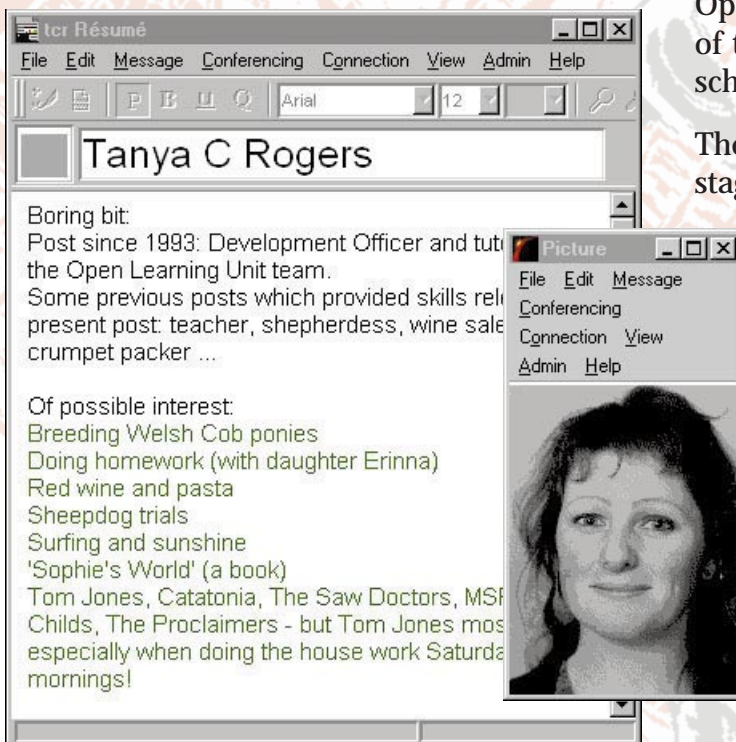 Op
of t
sch
The
stag
tcr Résumé
File Edit Message Conferencing Connection View Admin Help
P B U Q Arial 12
Tanya C Rogers
Boring bit:
Post since 1993: Development Officer and tut
the Open Learning Unit team.
Some previous posts which provided skills rel
present post: teacher, shepherdess, wine sale
crumpet packer ...
Of possible interest:
Breeding Welsh Cob ponies
Doing homework (with daughter Erinna)
Red wine and pasta
Sheepdog trials
Surfing and sunshine
'Sophie's World' (a book)
Tom Jones, Catatonia, The Saw Doctors, MSP
Childs, The Proclaimers - but Tom Jones mos
especially when doing the house work Saturda
mornings!
Picture
File Edit Message
Conferencing
Connection View
Admin Help